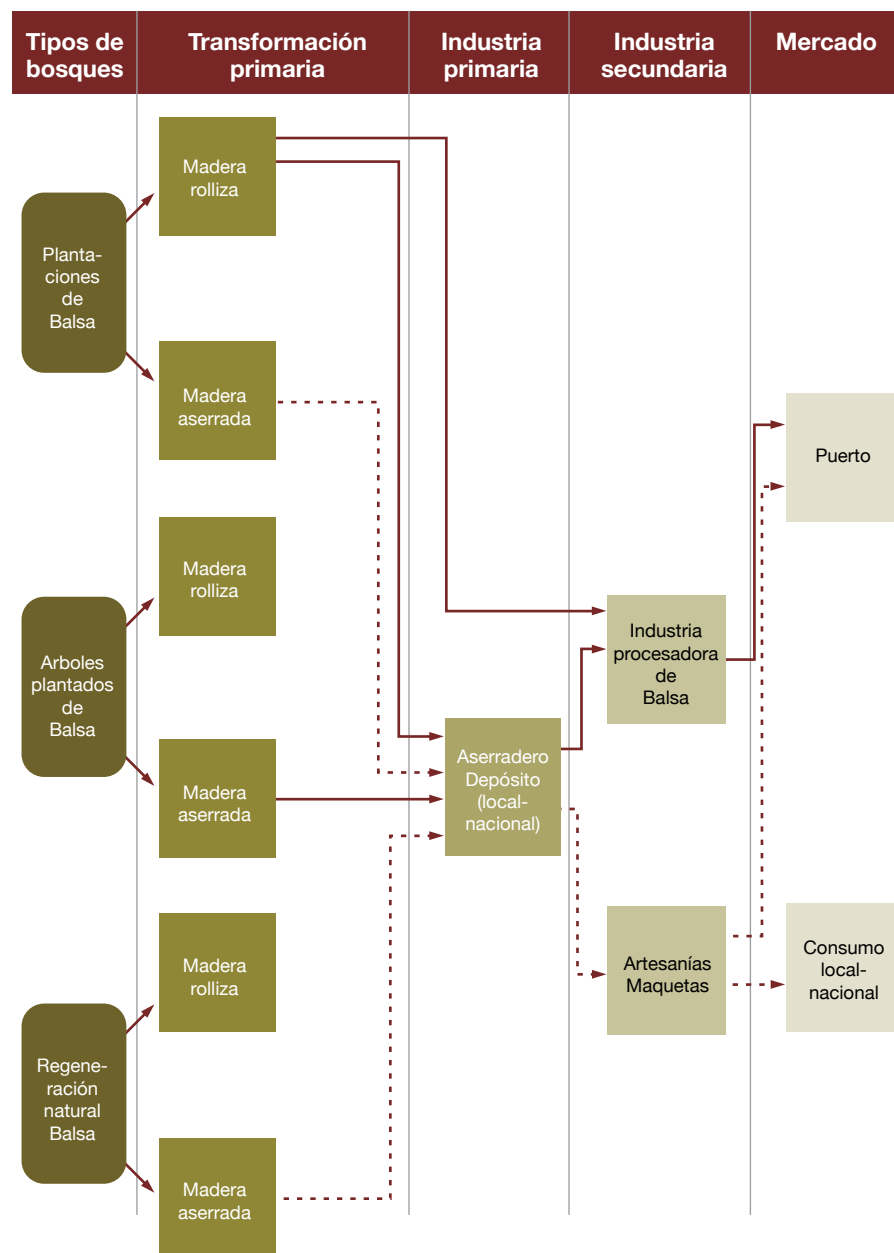 Tipos de
bosques
Transformación
primaria
Industria
primaria
Industria
secundaria
Mercado
Madera
rolliza
Planta-
ciones
de
Balsa
Madera
aserrada
Puerto
Madera
rolliza
Arboles
plantados
de
Balsa
Industria
procesadora
de
Balsa
Madera
aserrada
Aserradero
Depósito
(local-
nacional)
Madera
rolliza
Artesanías
Maquetas
Consumo
local-
nacional
Regene-
ración
natural
Balsa
Madera
aserrada